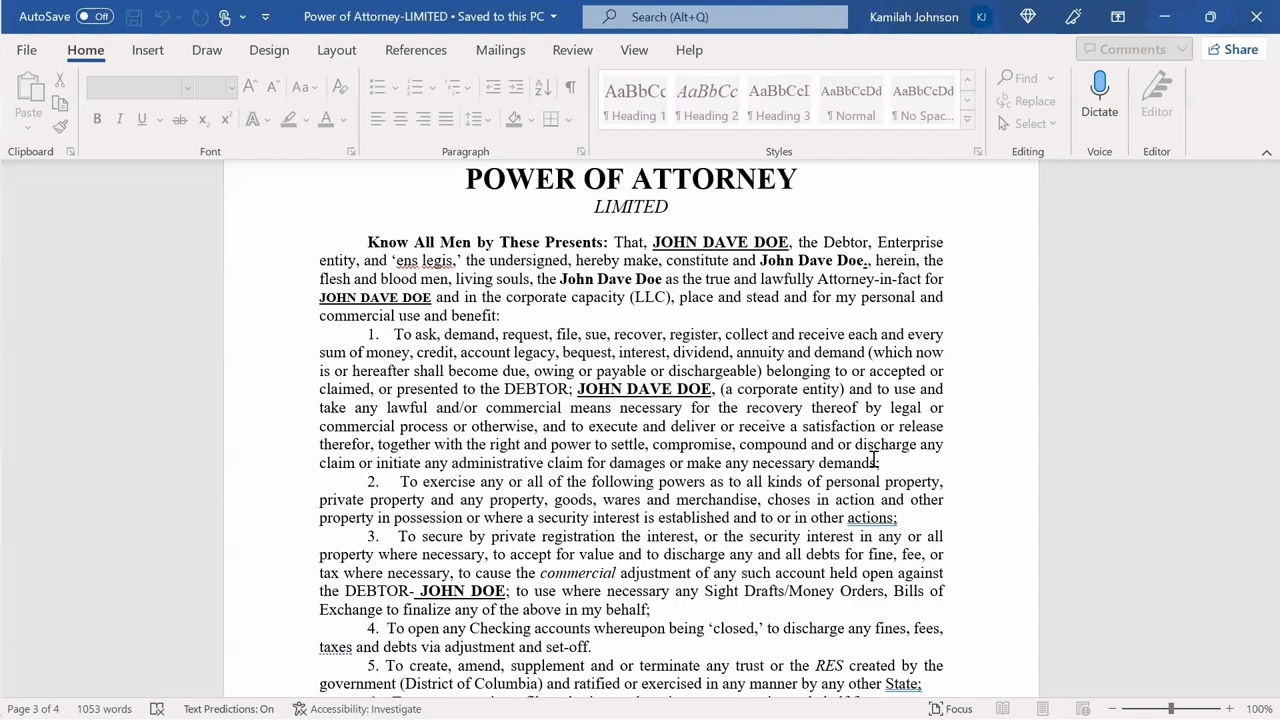 AutoSave Off Power of Attorney-LIMITED • Saved to this PC Search (Alt+Q) Kamilah Johnson KJ
File Home Insert Draw Design Layout References Mailings Review View Help Comments Share
Paste Aa AaBbCc AaBbCc AaBbCcI AaBbCcDd AaBbCcDd Find
¶ Heading 1 ¶ Heading 2 ¶ Heading 3 ¶ Normal ¶ No Spac... Replace
B I U ab x₂ x² A A Select Dictate Editor
Clipboard Font Paragraph Styles Editing Voice Editor
POWER OF ATTORNEY
LIMITED
Know All Men by These Presents: That, JOHN DAVE DOE, the Debtor, Enterprise
entity, and ‘ens legis,’ the undersigned, hereby make, constitute and John Dave Doe., herein, the
flesh and blood men, living souls, the John Dave Doe as the true and lawfully Attorney-in-fact for
JOHN DAVE DOE and in the corporate capacity (LLC), place and stead and for my personal and
commercial use and benefit:
1. To ask, demand, request, file, sue, recover, register, collect and receive each and every
sum of money, credit, account legacy, bequest, interest, dividend, annuity and demand (which now
is or hereafter shall become due, owing or payable or dischargeable) belonging to or accepted or
claimed, or presented to the DEBTOR; JOHN DAVE DOE, (a corporate entity) and to use and
take any lawful and/or commercial means necessary for the recovery thereof by legal or
commercial process or otherwise, and to execute and deliver or receive a satisfaction or release
therefor, together with the right and power to settle, compromise, compound and or discharge any
claim or initiate any administrative claim for damages or make any necessary demands;
2. To exercise any or all of the following powers as to all kinds of personal property,
private property and any property, goods, wares and merchandise, choses in action and other
property in possession or where a security interest is established and to or in other actions;
3. To secure by private registration the interest, or the security interest in any or all
property where necessary, to accept for value and to discharge any and all debts for fine, fee, or
tax where necessary, to cause the commercial adjustment of any such account held open against
the DEBTOR- JOHN DOE; to use where necessary any Sight Drafts/Money Orders, Bills of
Exchange to finalize any of the above in my behalf;
4. To open any Checking accounts whereupon being ‘closed,’ to discharge any fines, fees,
taxes and debts via adjustment and set-off.
5. To create, amend, supplement and or terminate any trust or the RES created by the
government (District of Columbia) and ratified or exercised in any manner by any other State;
Page 3 of 4 1053 words Text Predictions: On Accessibility: Investigate Focus 100%